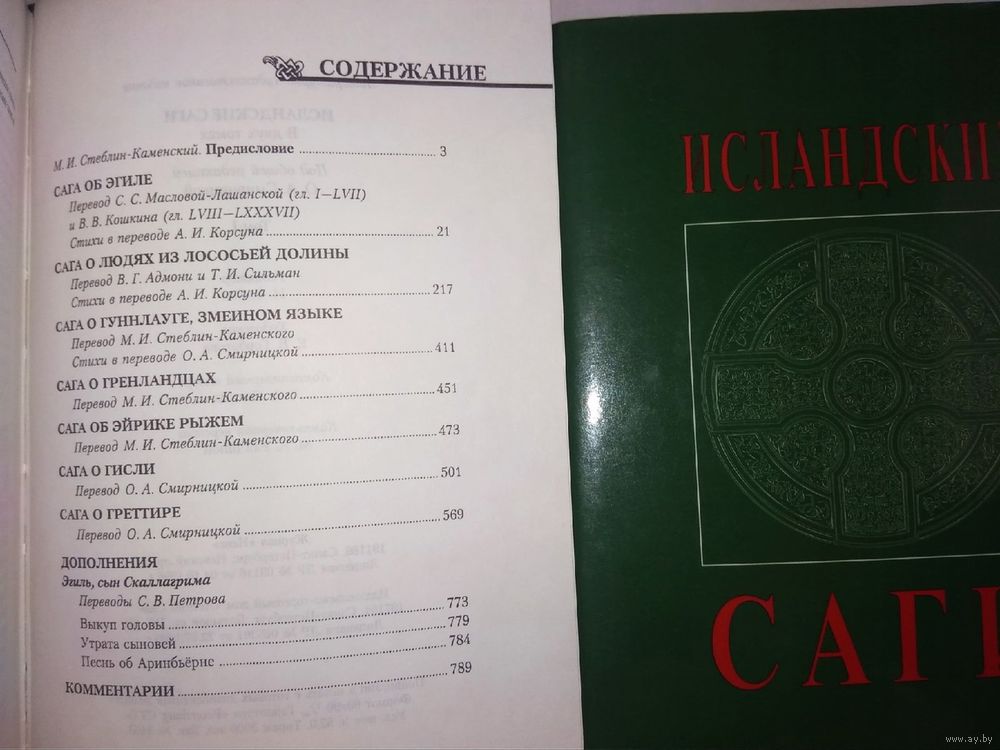 СОДЕРЖАНИЕ
М. И. Стеблин-Каменский. Предисловие 3
САГА ОБ ЭГИЛЕ
Перевод С. С. Масловой-Лашанской (гл. I—LVII)
и В. В. Кошкина (гл. LVIII—LXXXVII)
Стихи в переводе А. И. Корсуна 21
САГА О ЛЮДЯХ ИЗ ЛОСОСЬЕЙ ДОЛИНЫ
Перевод В. Г. Адмони и Т. И. Сильман
Стихи в переводе А. И. Корсуна 217
САГА О ГУННЛАУГЕ, ЗМЕИНОМ ЯЗЫКЕ
Перевод М. И. Стеблин-Каменского
Стихи в переводе О. А. Смирницкой 411
САГА О ГРЕНЛАНДЦАХ
Перевод М. И. Стеблин-Каменского 451
САГА ОБ ЭЙРИКЕ РЫЖЕМ
Перевод М. И. Стеблин-Каменского 473
САГА О ГИСЛИ
Перевод О. А. Смирницкой 501
САГА О ГРЕТТИРЕ
Перевод О. А. Смирницкой 569
ДОПОЛНЕНИЯ
Эгиль, сын Скаллагрима
Переводы С. В. Петрова
Выкуп головы 773
Утрата сыновей 779
Песнь об Аринбьёрне 784
КОММЕНТАРИИ 789
ИСЛАНДСКИ
САГ
www.ay.by